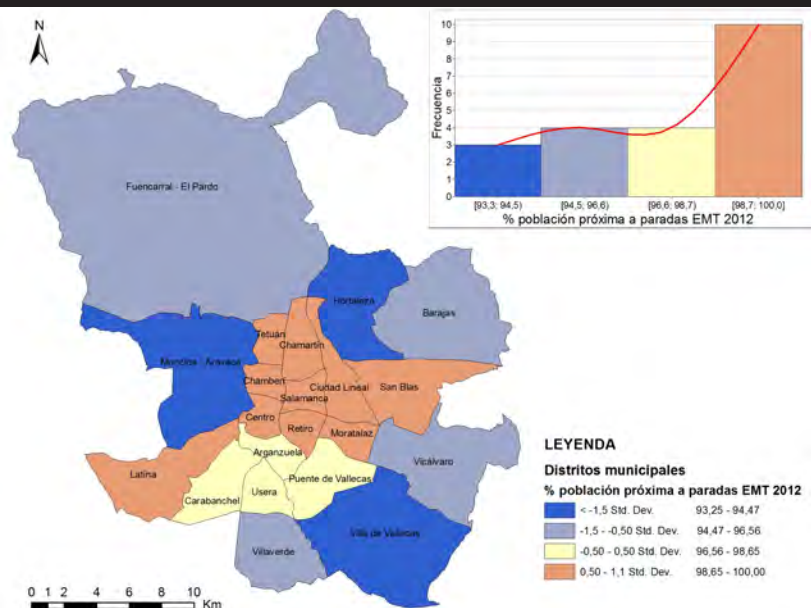 N
Frecuencia
10
9
8
7
6
5
4
3
2
1
0
[93,3; 94,5)
[94,5; 96,6)
[96,6; 98,7)
[98,7; 100,0]
% población próxima a paradas EMT 2012
Fuencarral - El Pardo
Hortaleza
Barajas
Tetuán
Chamartín
Moncloa
Aravaca
Chamberí
Ciudad Lineal
San Blas
Salamanca
Centro
Retiro
Moratalaz
Arganzuela
Latina
Vicálvaro
Puente de Vallecas
Carabanchel
Usera
Villa de Vallecas
Villaverde
LEYENDA
Distritos municipales
% población próxima a paradas EMT 2012
< -1,5 Std. Dev. 93,25 - 94,47
-1,5 - -0,50 Std. Dev. 94,47 - 96,56
-0,50 - 0,50 Std. Dev. 96,56 - 98,65
0,50 - 1,1 Std. Dev. 98,65 - 100,00
0 1 2 4 6 8 10
Km